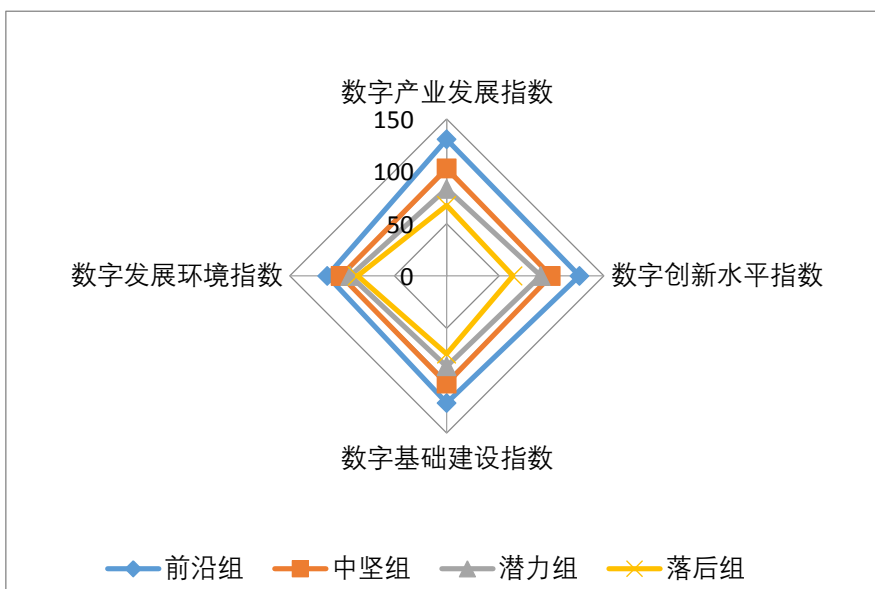 数字产业发展指数
150
100
50
0
数字发展环境指数
数字创新水平指数
数字基础建设指数
前沿组 中坚组 潜力组 落后组